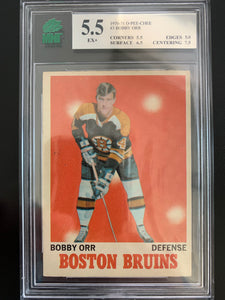 5.5
EX+
1970-71 O-PEE-CHEE
#3 BOBBY ORR
CORNERS 5.5 EDGES 5.0
SURFACE 6.5 CENTERING 7.5
BOBBY ORR DEFENSE
BOSTON BRUINS